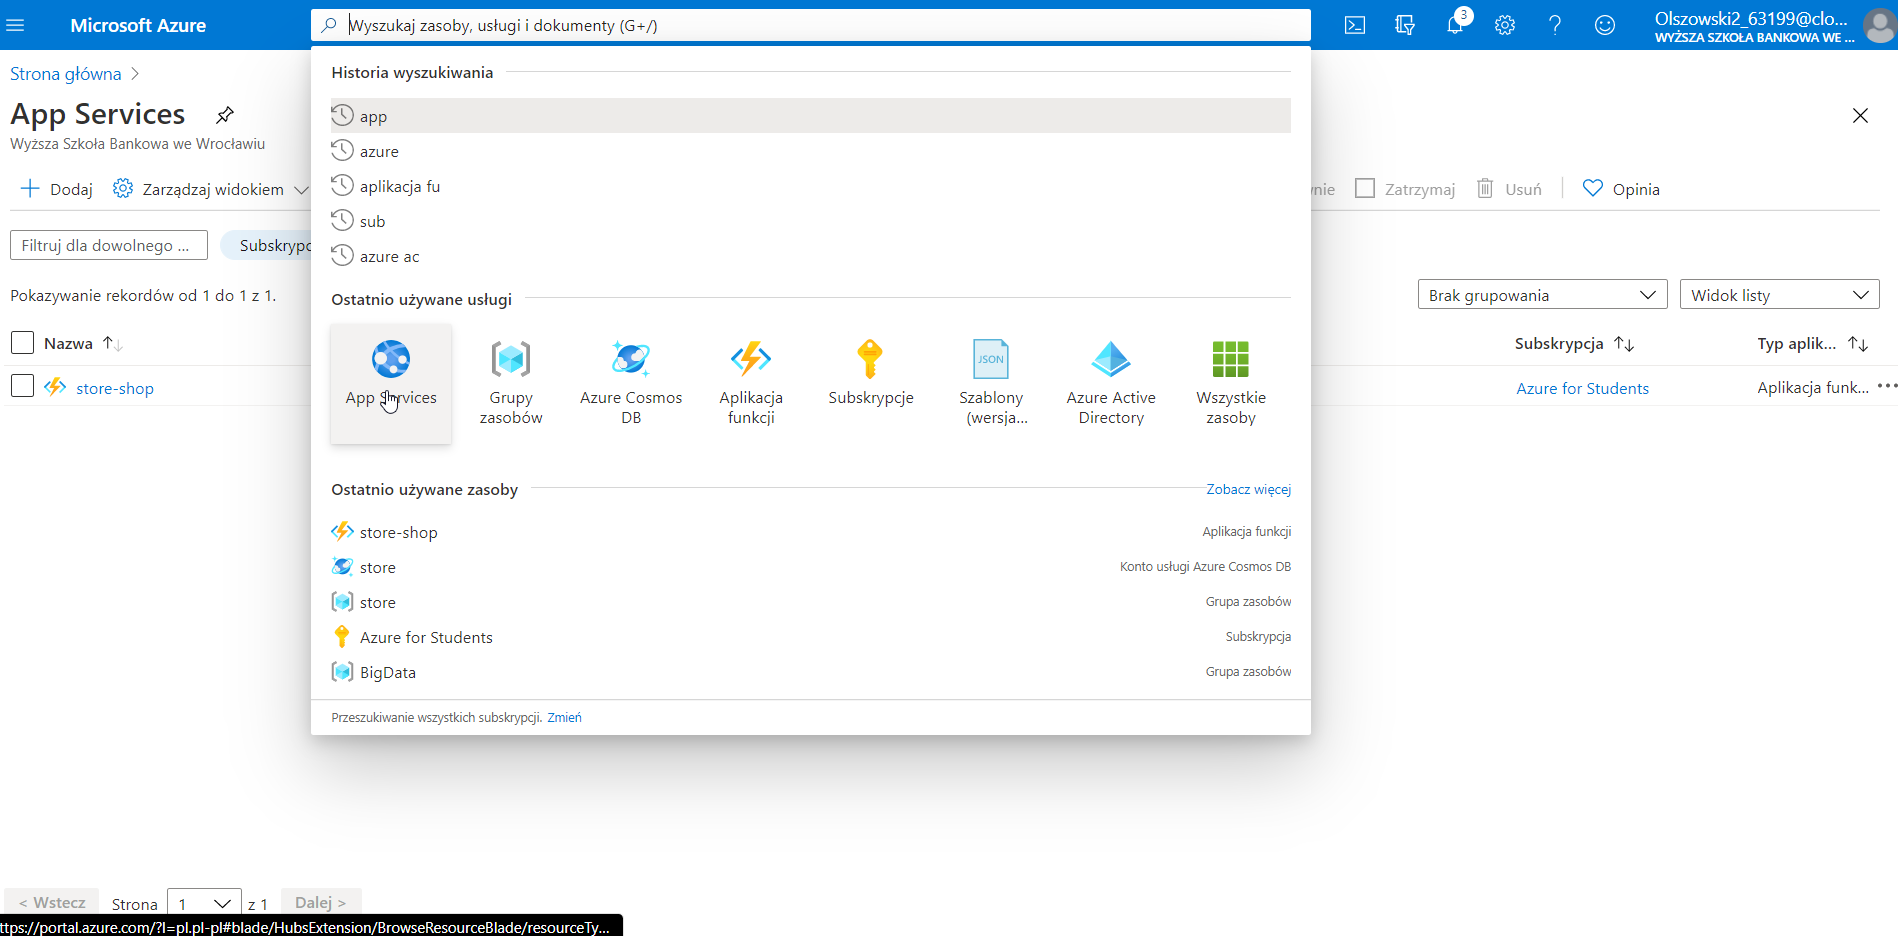 Microsoft Azure
Wyszukaj zasoby, usługi i dokumenty (G+/)
3
Olszowski2_63199@clo...
WYŻSZA SZKOŁA BANKOWA WE ...
Strona główna
App Services
Wyższa Szkoła Bankowa we Wrocławiu
Dodaj
Zarządzaj widokiem
Zatrzymaj
Usuń
Opinia
Filtruj dla dowolnego ...
Pokazywanie rekordów od 1 do 1 z 1.
Brak grupowania
Widok listy
Nazwa
Subskrypcja
Typ aplik...
store-shop
Azure for Students
Aplikacja funk...
Historia wyszukiwania
app
azure
aplikacja fu
sub
azure ac
Ostatnio używane usługi
App Services
Grupy
zasobów
Azure Cosmos
DB
Aplikacja
funkcji
Subskrypcje
JSON
Szablony
(wersja...
Azure Active
Directory
Wszystkie
zasoby
Ostatnio używane zasoby
Zobacz więcej
store-shop
Aplikacja funkcji
store
Konto usługi Azure Cosmos DB
store
Grupa zasobów
Azure for Students
Subskrypcja
BigData
Grupa zasobów
Przeszukiwanie wszystkich subskrypcji. Zmień
< Wstecz
Strona
1
z 1
Dalej >
ttps://portal.azure.com/?l=pl.pl-pl#blade/HubsExtension/BrowseResourceBlade/resourceTy...